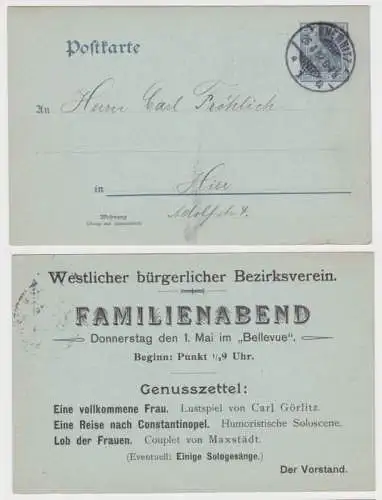 Postkarte
CHEMNITZ
An Herrn Carl Fröhlich
in Hier
Wohnung
Adolfstr. 4.
Westlicher bürgerlicher Bezirksverein.
FAMILIENABEND
Donnerstag den 1. Mai im „Bellevue“.
Beginn: Punkt ½9 Uhr.
Genusszettel:
Eine vollkommene Frau. Lustspiel von Carl Görlitz.
Eine Reise nach Constantinopel. Humoristische Soloscene.
Lob der Frauen. Couplet von Maxstädt.
(Eventuell: Einige Sologesänge.)
Der Vorstand.